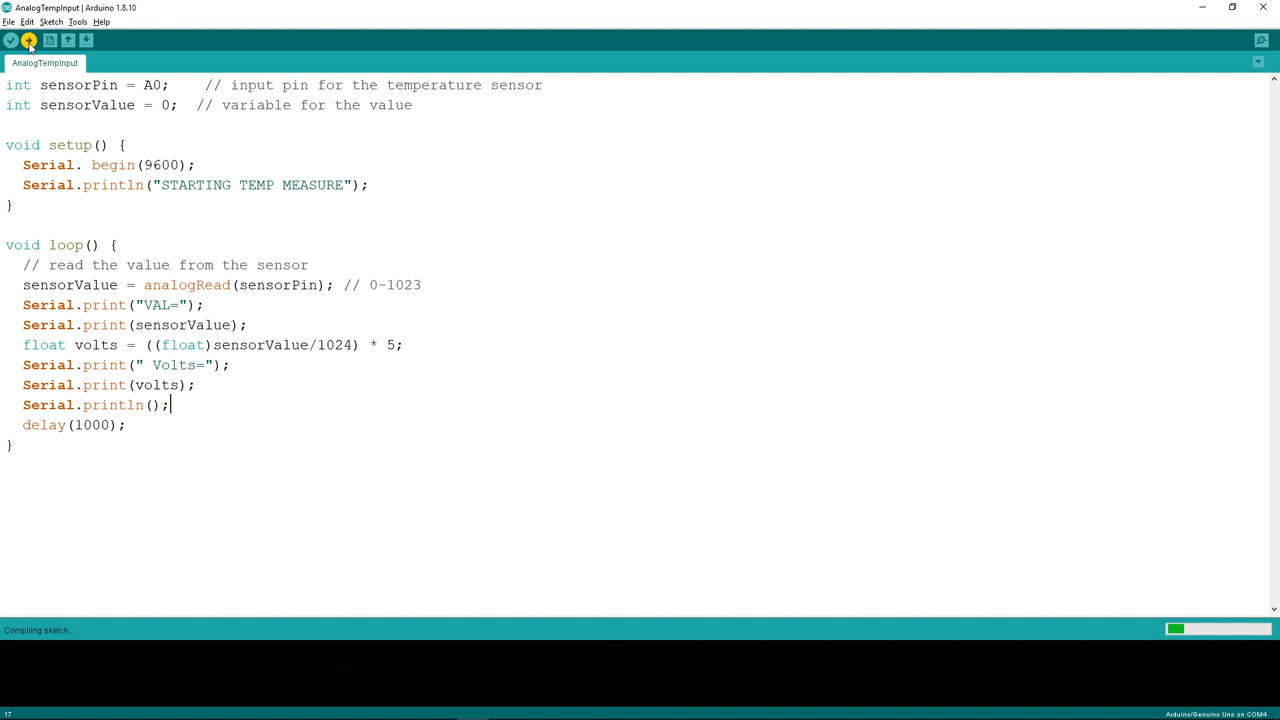 AnalogTempInput | Arduino 1.8.10
File Edit Sketch Tools Help
AnalogTempInput
int sensorPin = A0;    // input pin for the temperature sensor
int sensorValue = 0;  // variable for the value
void setup() {
  Serial. begin(9600);
  Serial.println("STARTING TEMP MEASURE");
}
void loop() {
  // read the value from the sensor
  sensorValue = analogRead(sensorPin); // 0-1023
  Serial.print("VAL=");
  Serial.print(sensorValue);
  float volts = ((float)sensorValue/1024) * 5;
  Serial.print(" Volts=");
  Serial.print(volts);
  Serial.println();
  delay(1000);
}
Compiling sketch...
17
Arduino/Genuino Uno on COM4